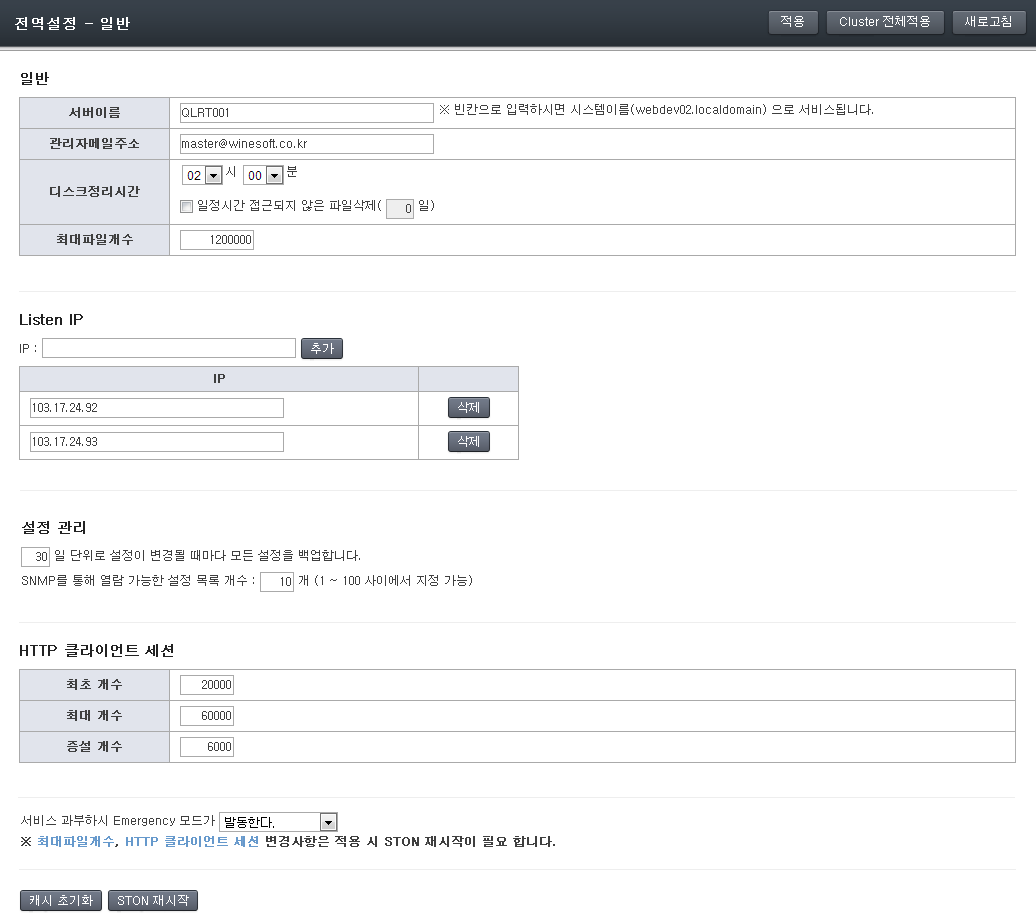 전역설정 - 일반
적용 Cluster 전체적용 새로고침
일반
서버이름 QLRT001 ※ 빈칸으로 입력하시면 시스템이름(webdev02.localdomain) 으로 서비스됩니다.
관리자메일주소 master@winesoft.co.kr
디스크정리시간 02 시 00 분
일정시간 접근되지 않은 파일삭제( 0 일)
최대파일개수 1200000
Listen IP
IP : 추가
IP
103.17.24.92 삭제
103.17.24.93 삭제
설정 관리
30 일 단위로 설정이 변경될 때마다 모든 설정을 백업합니다.
SNMP를 통해 열람 가능한 설정 목록 개수 : 10 개 (1 ~ 100 사이에서 지정 가능)
HTTP 클라이언트 세션
최초 개수 20000
최대 개수 60000
증설 개수 6000
서비스 과부하시 Emergency 모드가 발동한다.
※ 최대파일개수, HTTP 클라이언트 세션 변경사항은 적용 시 STON 재시작이 필요 합니다.
캐시 초기화 STON 재시작